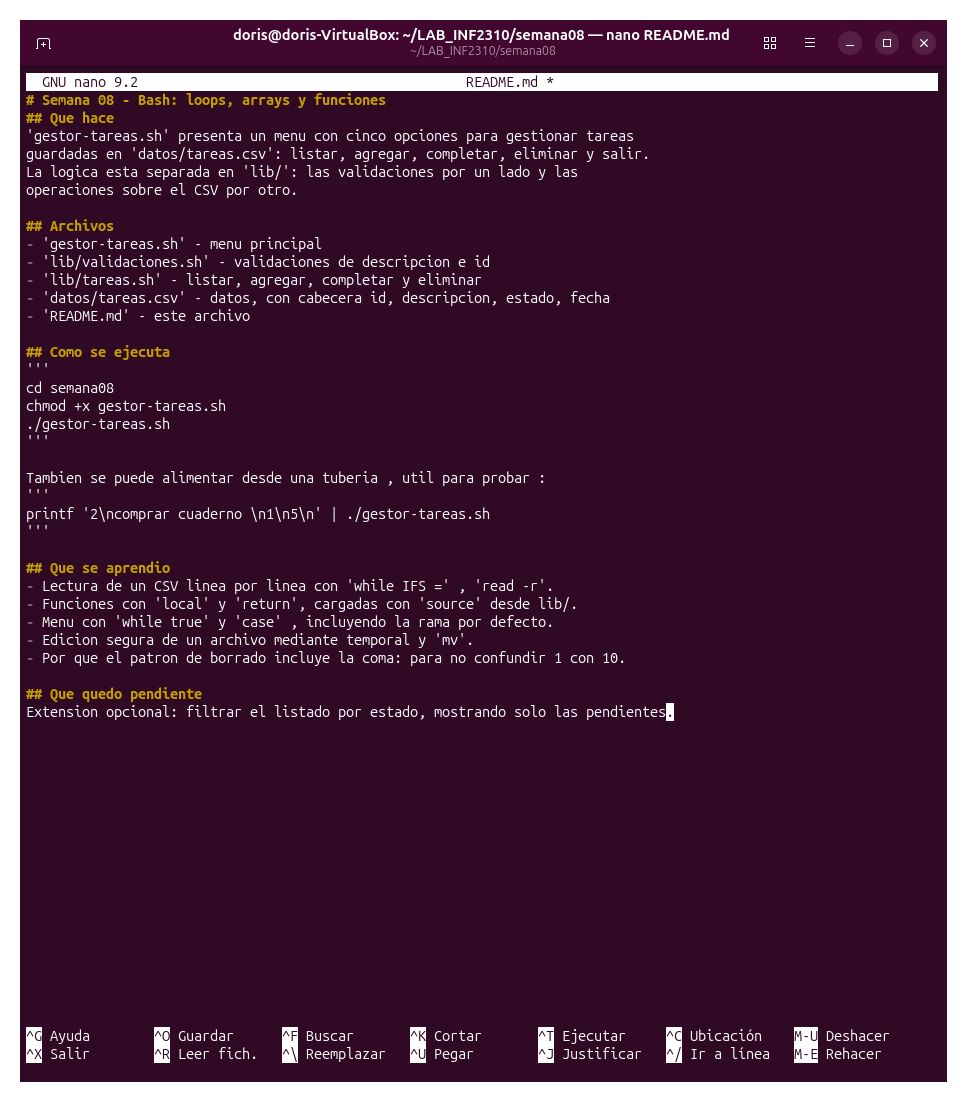 doris@doris-VirtualBox: ~/LAB_INF2310/semana08 — nano README.md
~/LAB_INF2310/semana08
GNU nano 9.2 README.md *
# Semana 08 - Bash: loops, arrays y funciones
## Que hace
'gestor-tareas.sh' presenta un menu con cinco opciones para gestionar tareas
guardadas en 'datos/tareas.csv': listar, agregar, completar, eliminar y salir.
La logica esta separada en 'lib/': las validaciones por un lado y las
operaciones sobre el CSV por otro.

## Archivos
- 'gestor-tareas.sh' - menu principal
- 'lib/validaciones.sh' - validaciones de descripcion e id
- 'lib/tareas.sh' - listar, agregar, completar y eliminar
- 'datos/tareas.csv' - datos, con cabecera id, descripcion, estado, fecha
- 'README.md' - este archivo

## Como se ejecuta
'''
cd semana08
chmod +x gestor-tareas.sh
./gestor-tareas.sh
'''

Tambien se puede alimentar desde una tuberia , util para probar :
'''
printf '2\ncomprar cuaderno \n1\n5\n' | ./gestor-tareas.sh
'''

## Que se aprendio
- Lectura de un CSV linea por linea con 'while IFS =' , 'read -r'.
- Funciones con 'local' y 'return', cargadas con 'source' desde lib/.
- Menu con 'while true' y 'case' , incluyendo la rama por defecto.
- Edicion segura de un archivo mediante temporal y 'mv'.
- Por que el patron de borrado incluye la coma: para no confundir 1 con 10.

## Que quedo pendiente
Extension opcional: filtrar el listado por estado, mostrando solo las pendientes.

^G Ayuda ^O Guardar ^F Buscar ^K Cortar ^T Ejecutar ^C Ubicación M-U Deshacer
^X Salir ^R Leer fich. ^\ Reemplazar ^U Pegar ^J Justificar ^/ Ir a línea M-E Rehacer